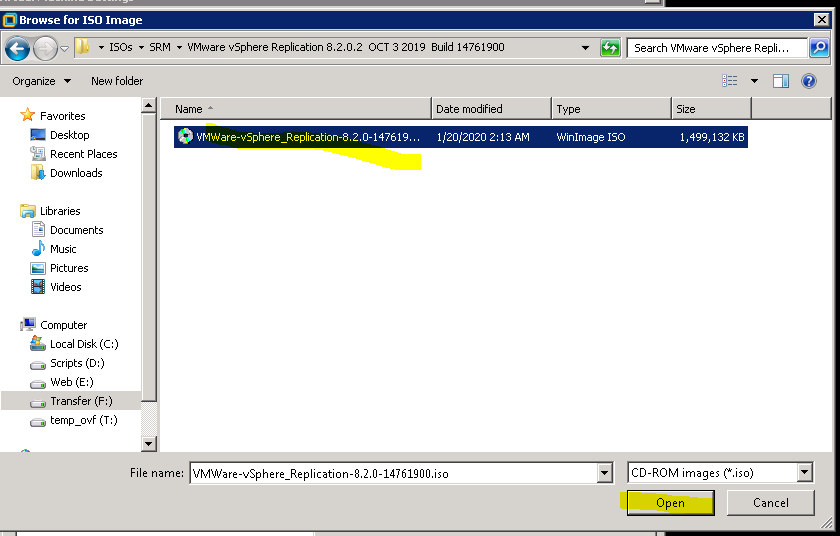 Browse for ISO Image
ISOs SRM VMware vSphere Replication 8.2.0.2 OCT 3 2019 Build 14761900
Search VMware vSphere Repli...
Organize New folder
Name Date modified Type Size
VMWare-vSphere_Replication-8.2.0-147619... 1/20/2020 2:13 AM WinImage ISO 1,499,132 KB
Favorites
Desktop
Recent Places
Downloads
Libraries
Documents
Music
Pictures
Videos
Computer
Local Disk (C:)
Scripts (D:)
Web (E:)
Transfer (F:)
temp_ovf (T:)
File name: VMWare-vSphere_Replication-8.2.0-14761900.iso CD-ROM images (*.iso)
Open Cancel